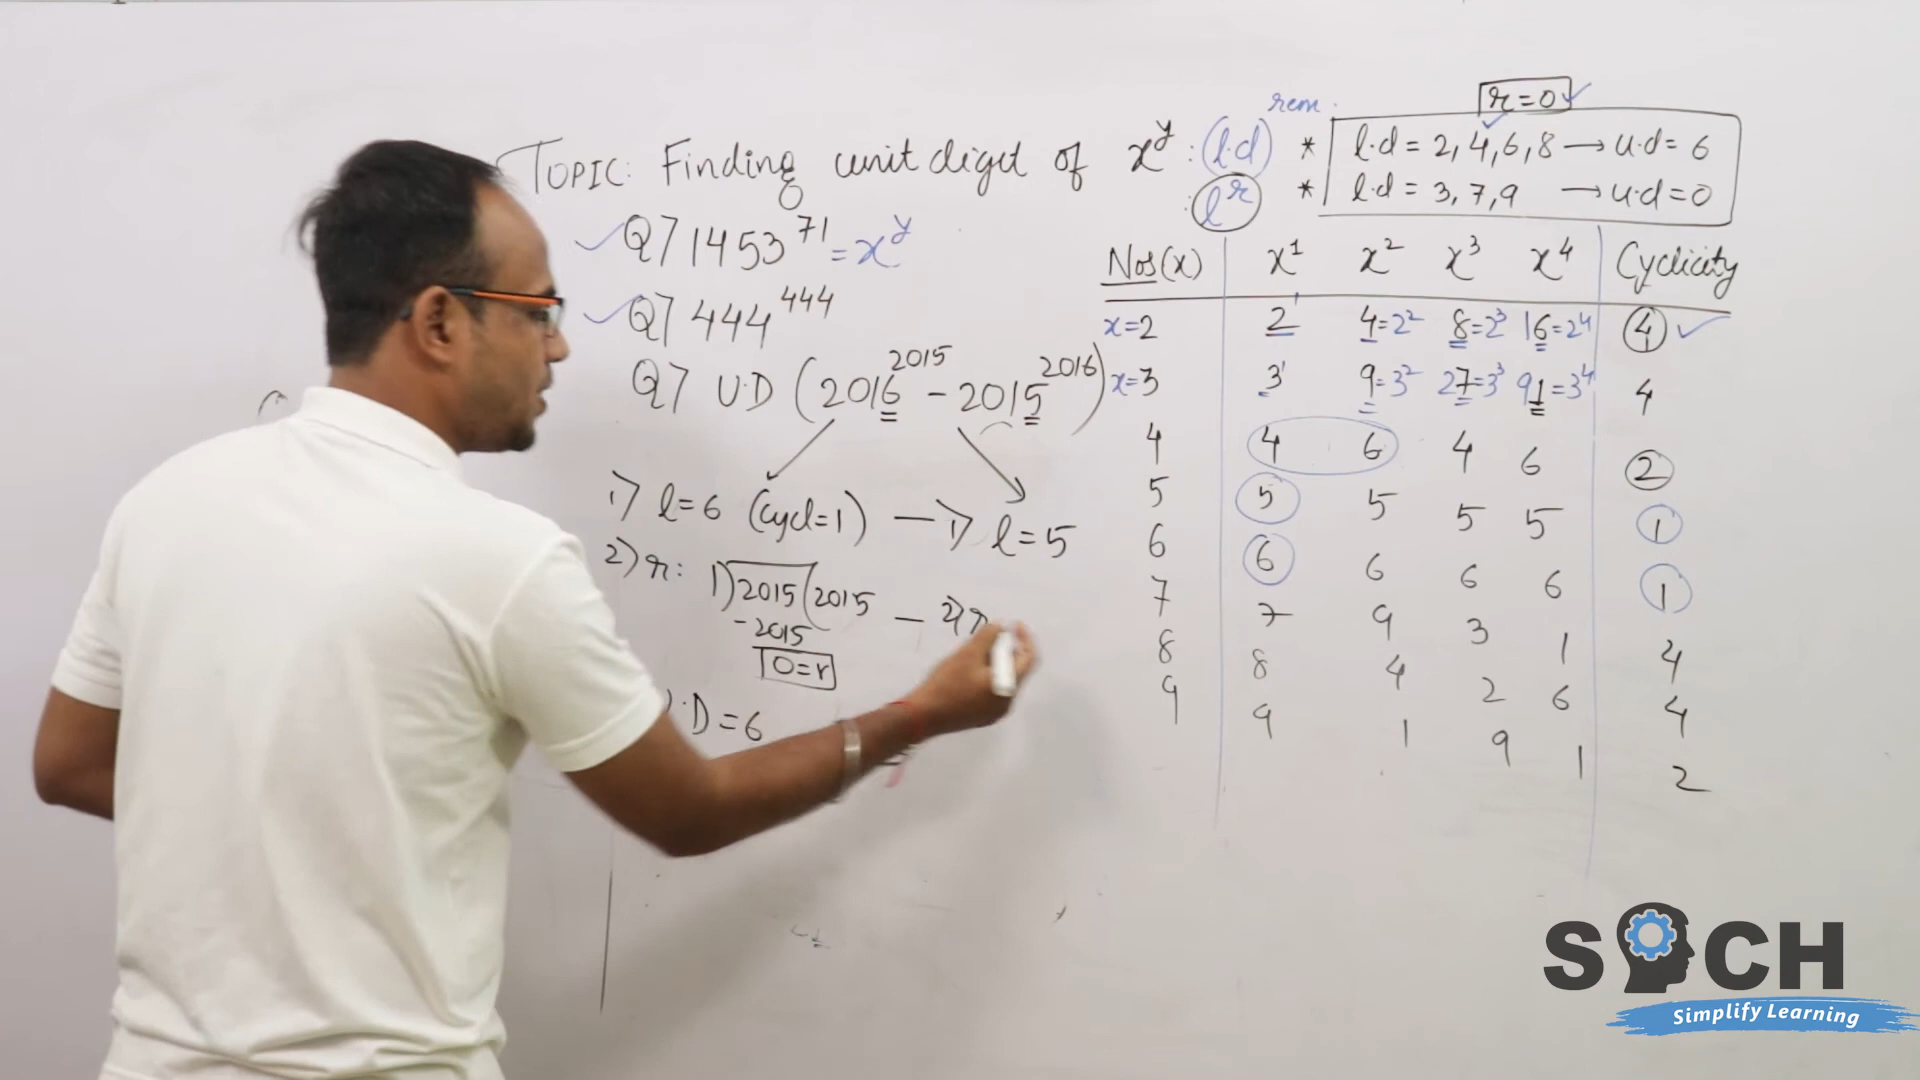 TOPIC: Finding unit digit of x^y : (l.d)^rem.
: l^r
r=0
* l.d = 2, 4, 6, 8 → u.d = 6
* l.d = 3, 7, 9 → u.d = 0
Q7 1453^71 = x^y
Q7 444^444
Q7 U.D (2016^2015 - 2015^2016)
1) l=6 (cycl=1) — 1) l=5
2) r: 1)2015(2015 — 2) r
-2015
0=r
.D = 6
Nos(x) x^1 x^2 x^3 x^4 Cyclicity
x=2 2^1 4=2^2 8=2^3 16=2^4 4
x=3 3^1 9=3^2 27=3^3 91=3^4 4
4 4 6 4 6 2
5 5 5 5 5 1
6 6 6 6 6 1
7 7 9 3 1 4
8 8 4 2 6 4
9 9 1 9 1 2
SOCH
Simplify Learning